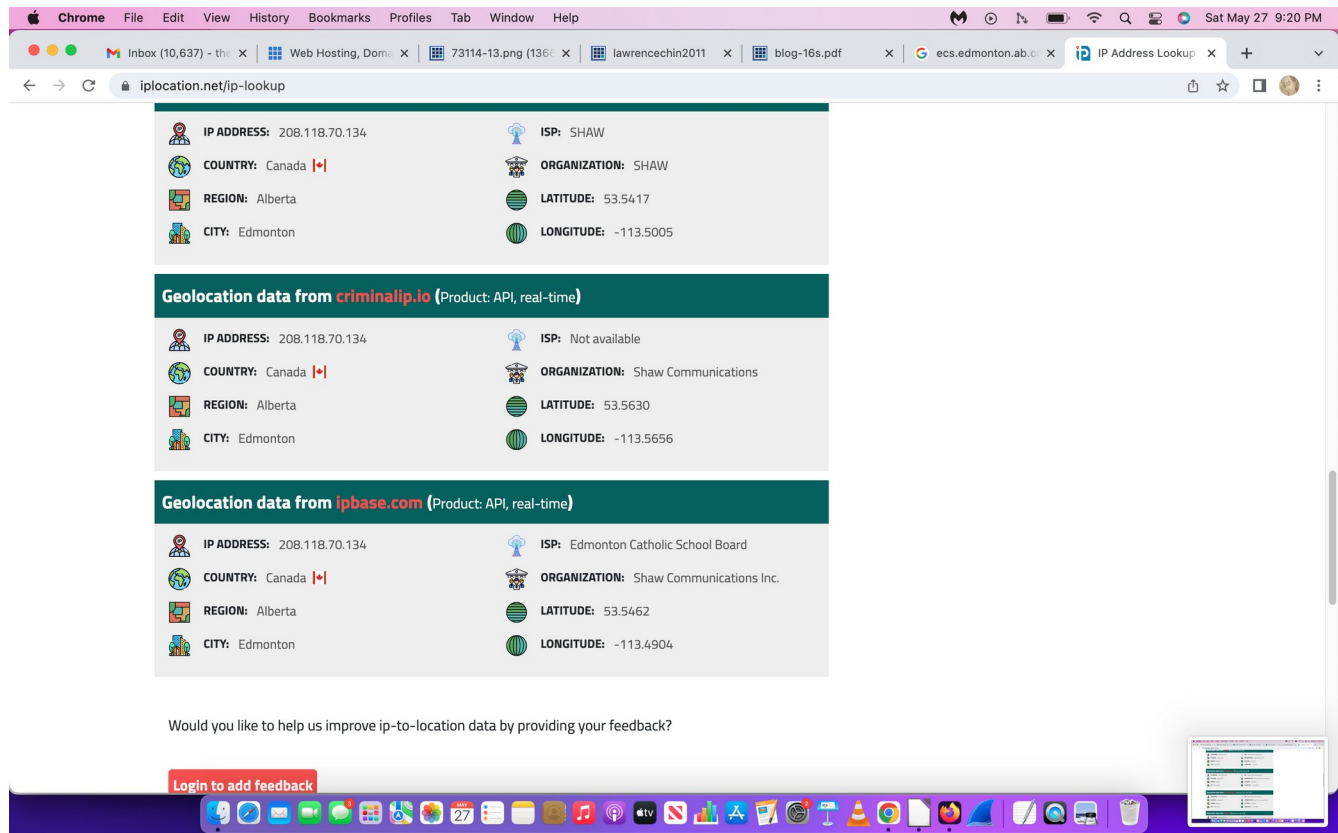 Chrome File Edit View History Bookmarks Profiles Tab Window Help Sat May 27 9:20 PM
Inbox (10,637) - the Web Hosting, Doma 73114-13.png (1366 lawrencechin2011 blog-16s.pdf ecs.edmonton.ab.c IP Address Lookup
iplocation.net/ip-lookup
IP ADDRESS: 208.118.70.134 ISP: SHAW
COUNTRY: Canada ORGANIZATION: SHAW
REGION: Alberta LATITUDE: 53.5417
CITY: Edmonton LONGITUDE: -113.5005
Geolocation data from criminalip.io (Product: API, real-time)
IP ADDRESS: 208.118.70.134 ISP: Not available
COUNTRY: Canada ORGANIZATION: Shaw Communications
REGION: Alberta LATITUDE: 53.5630
CITY: Edmonton LONGITUDE: -113.5656
Geolocation data from ipbase.com (Product: API, real-time)
IP ADDRESS: 208.118.70.134 ISP: Edmonton Catholic School Board
COUNTRY: Canada ORGANIZATION: Shaw Communications Inc.
REGION: Alberta LATITUDE: 53.5462
CITY: Edmonton LONGITUDE: -113.4904
Would you like to help us improve ip-to-location data by providing your feedback?
Login to add feedback
MAY
27
tv